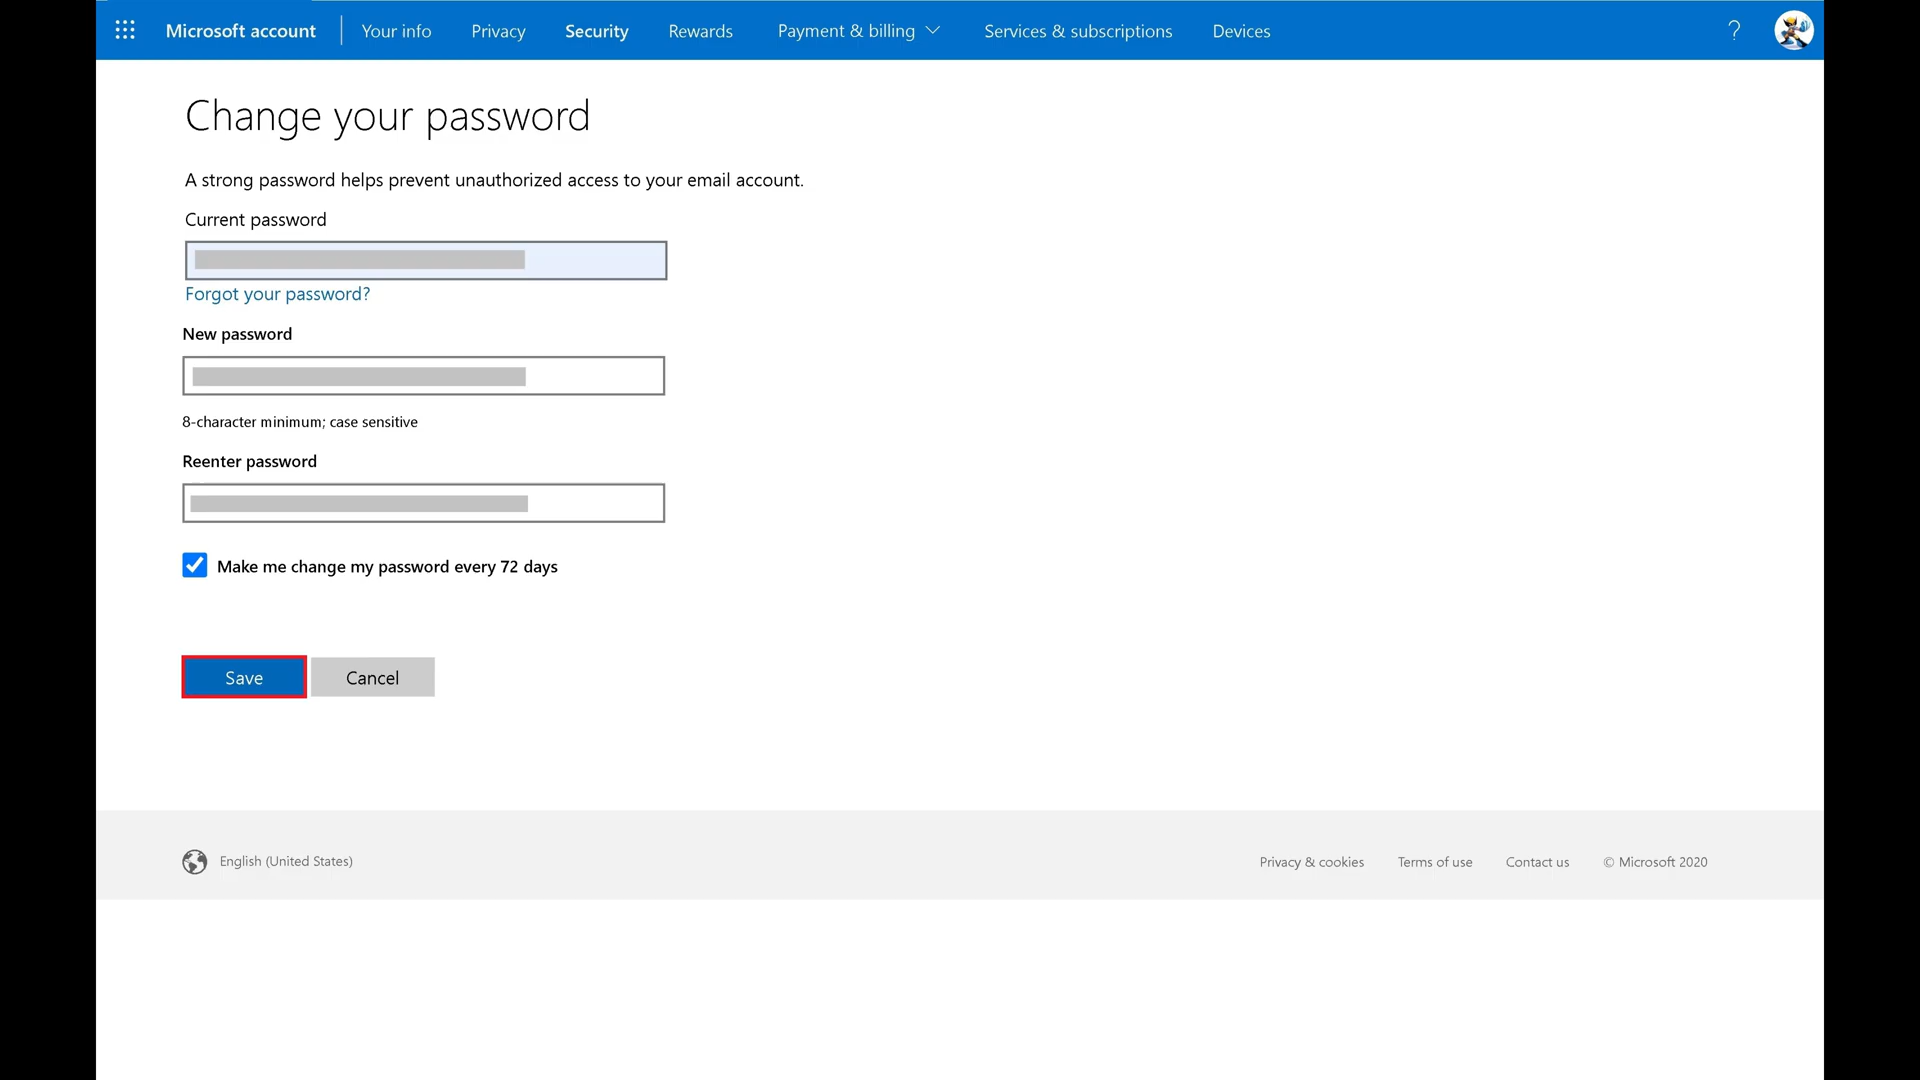 Microsoft account Your info Privacy Security Rewards Payment & billing Services & subscriptions Devices ?
Change your password
A strong password helps prevent unauthorized access to your email account.
Current password
Forgot your password?
New password
8-character minimum; case sensitive
Reenter password
Make me change my password every 72 days
Save Cancel
English (United States) Privacy & cookies Terms of use Contact us © Microsoft 2020